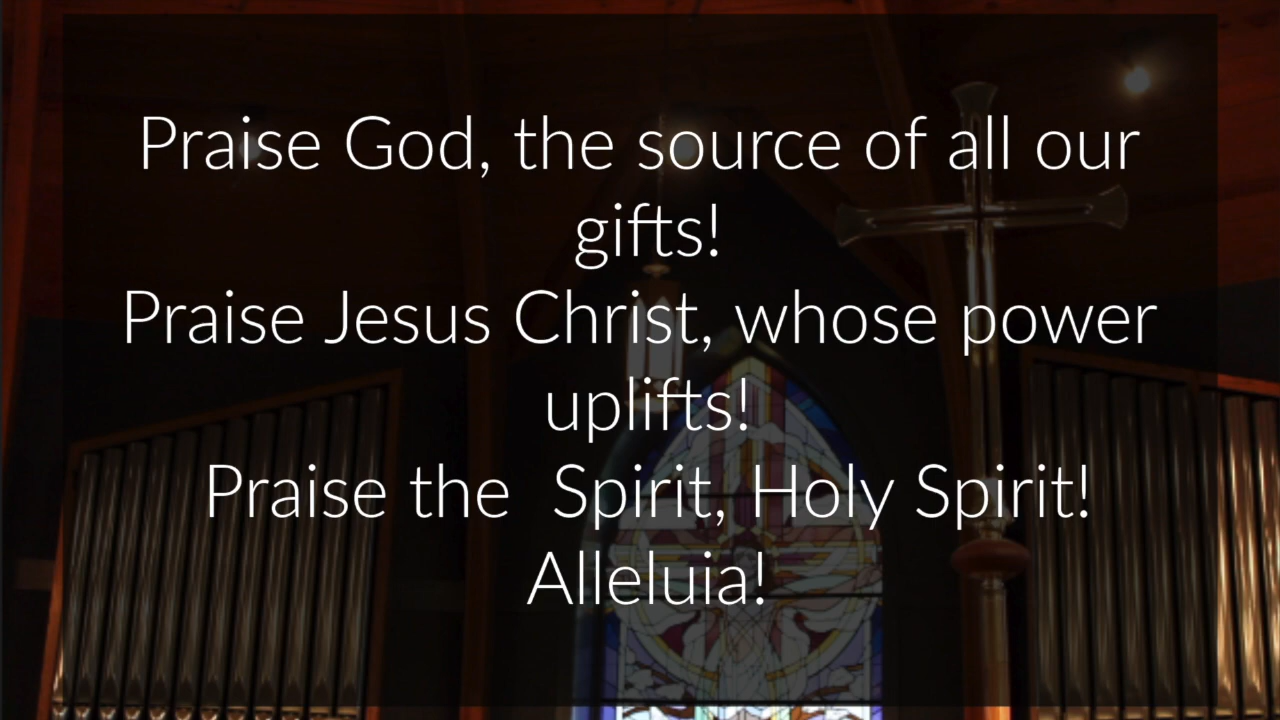 Praise God, the source of all our
gifts!
Praise Jesus Christ, whose power
uplifts!
Praise the  Spirit, Holy Spirit!
Alleluia!